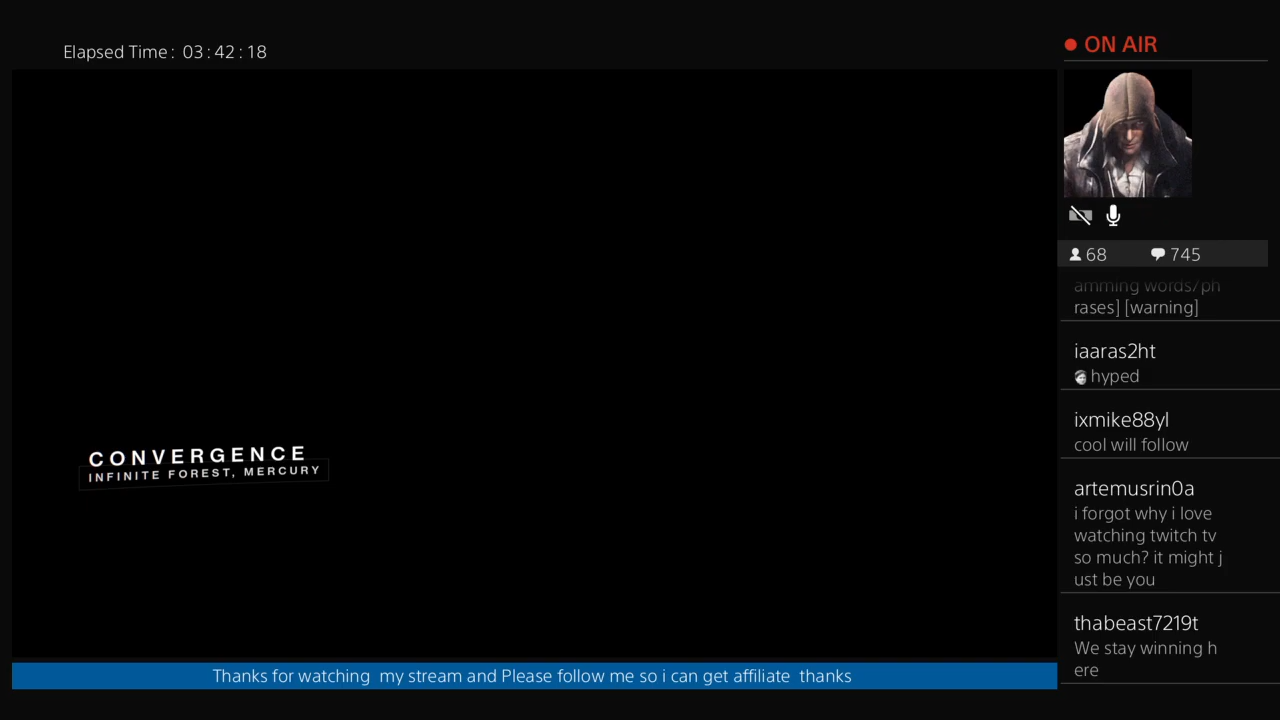 Elapsed Time: 03:42:18
ON AIR
68 745
amming words/ph
rases] [warning]
iaaras2ht
hyped
ixmike88yl
cool will follow
artemusrin0a
i forgot why i love
watching twitch tv
so much? it might j
ust be you
thabeast7219t
We stay winning h
ere
CONVERGENCE
INFINITE FOREST, MERCURY
Thanks for watching my stream and Please follow me so i can get affiliate thanks